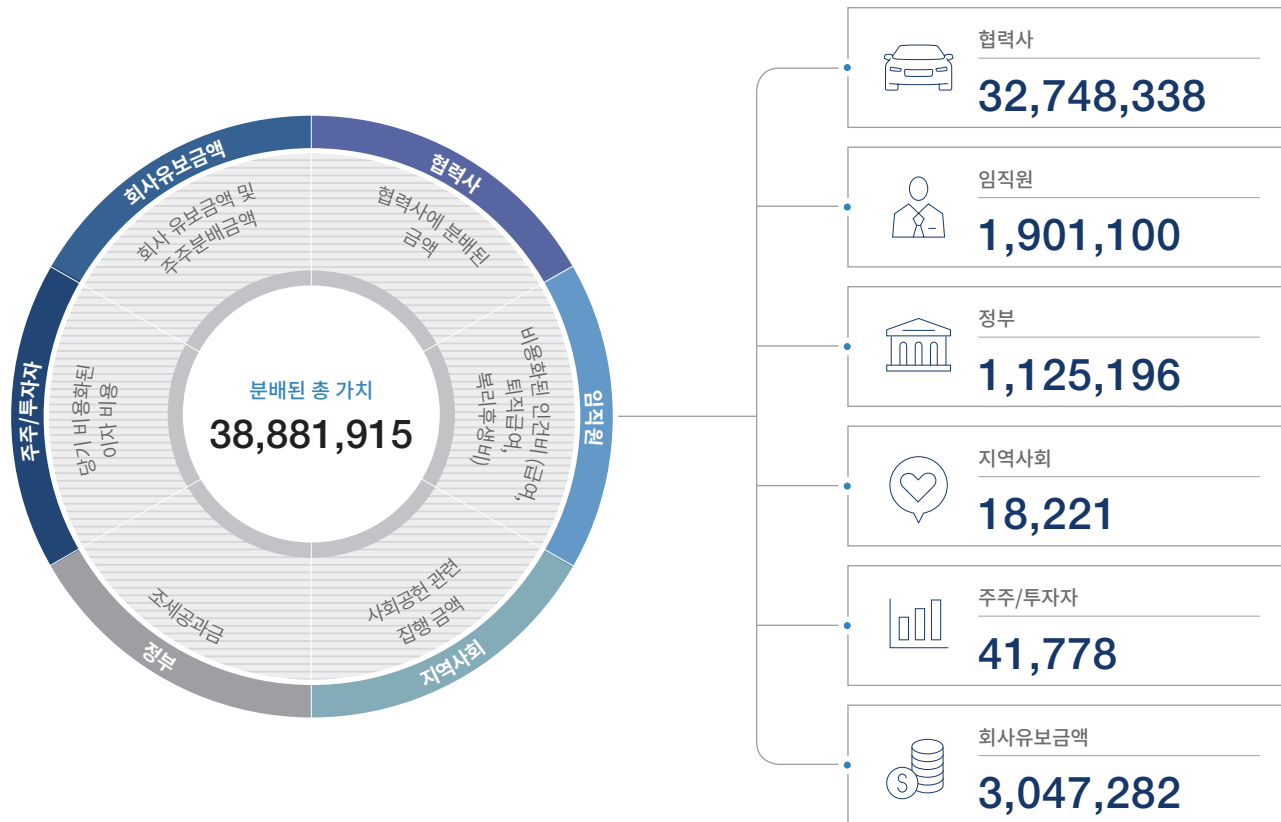 회사유보금액
회사 유보금액 및
주주분배금액
협력사
협력사에 분배된
금액
임직원
비용화된 인건비 (급여,
퇴직급여,
복리후생비)
지역사회
사회공헌 관련
집행 금액
정부
조세공과금
주주/투자자
당기 비용화된
이자 비용
분배된 총 가치
38,881,915
협력사
32,748,338
임직원
1,901,100
정부
1,125,196
지역사회
18,221
주주/투자자
41,778
회사유보금액
3,047,282